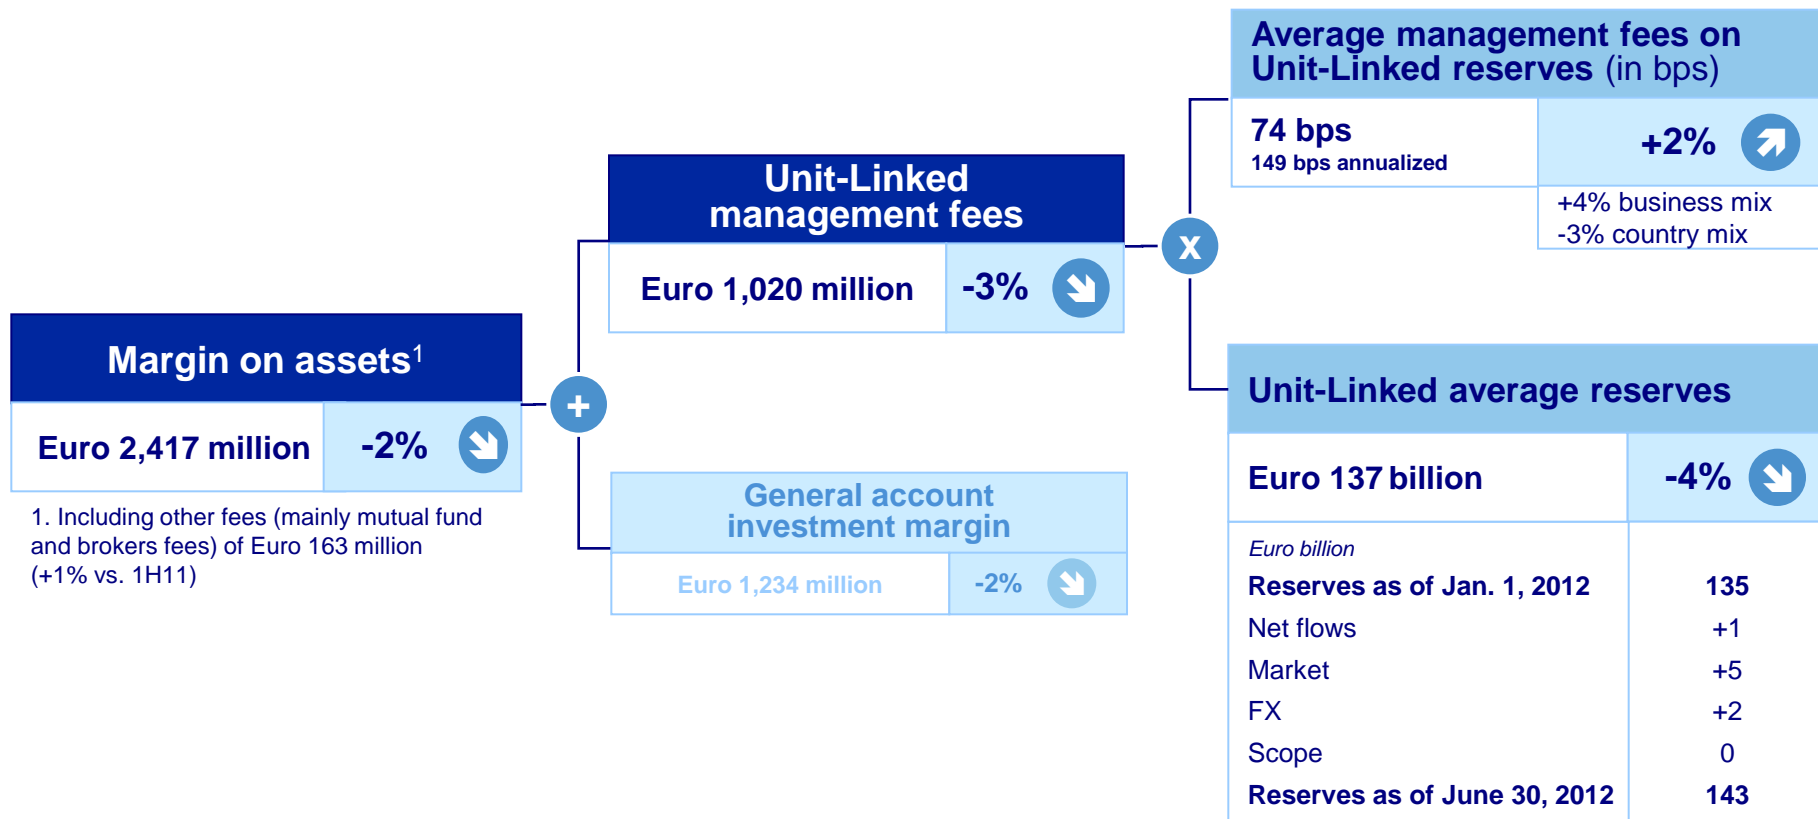 Average management fees on
Unit-Linked reserves (in bps)
74 bps
149 bps annualized
+2%
+4% business mix
-3% country mix
Unit-Linked
management fees
Euro 1,020 million
-3%
x
Margin on assets1
Euro 2,417 million
-2%
+
1. Including other fees (mainly mutual fund
and brokers fees) of Euro 163 million
(+1% vs. 1H11)
General account
investment margin
Euro 1,234 million
-2%
Unit-Linked average reserves
Euro 137 billion
-4%
Euro billion
Reserves as of Jan. 1, 2012 135
Net flows +1
Market +5
FX +2
Scope 0
Reserves as of June 30, 2012 143